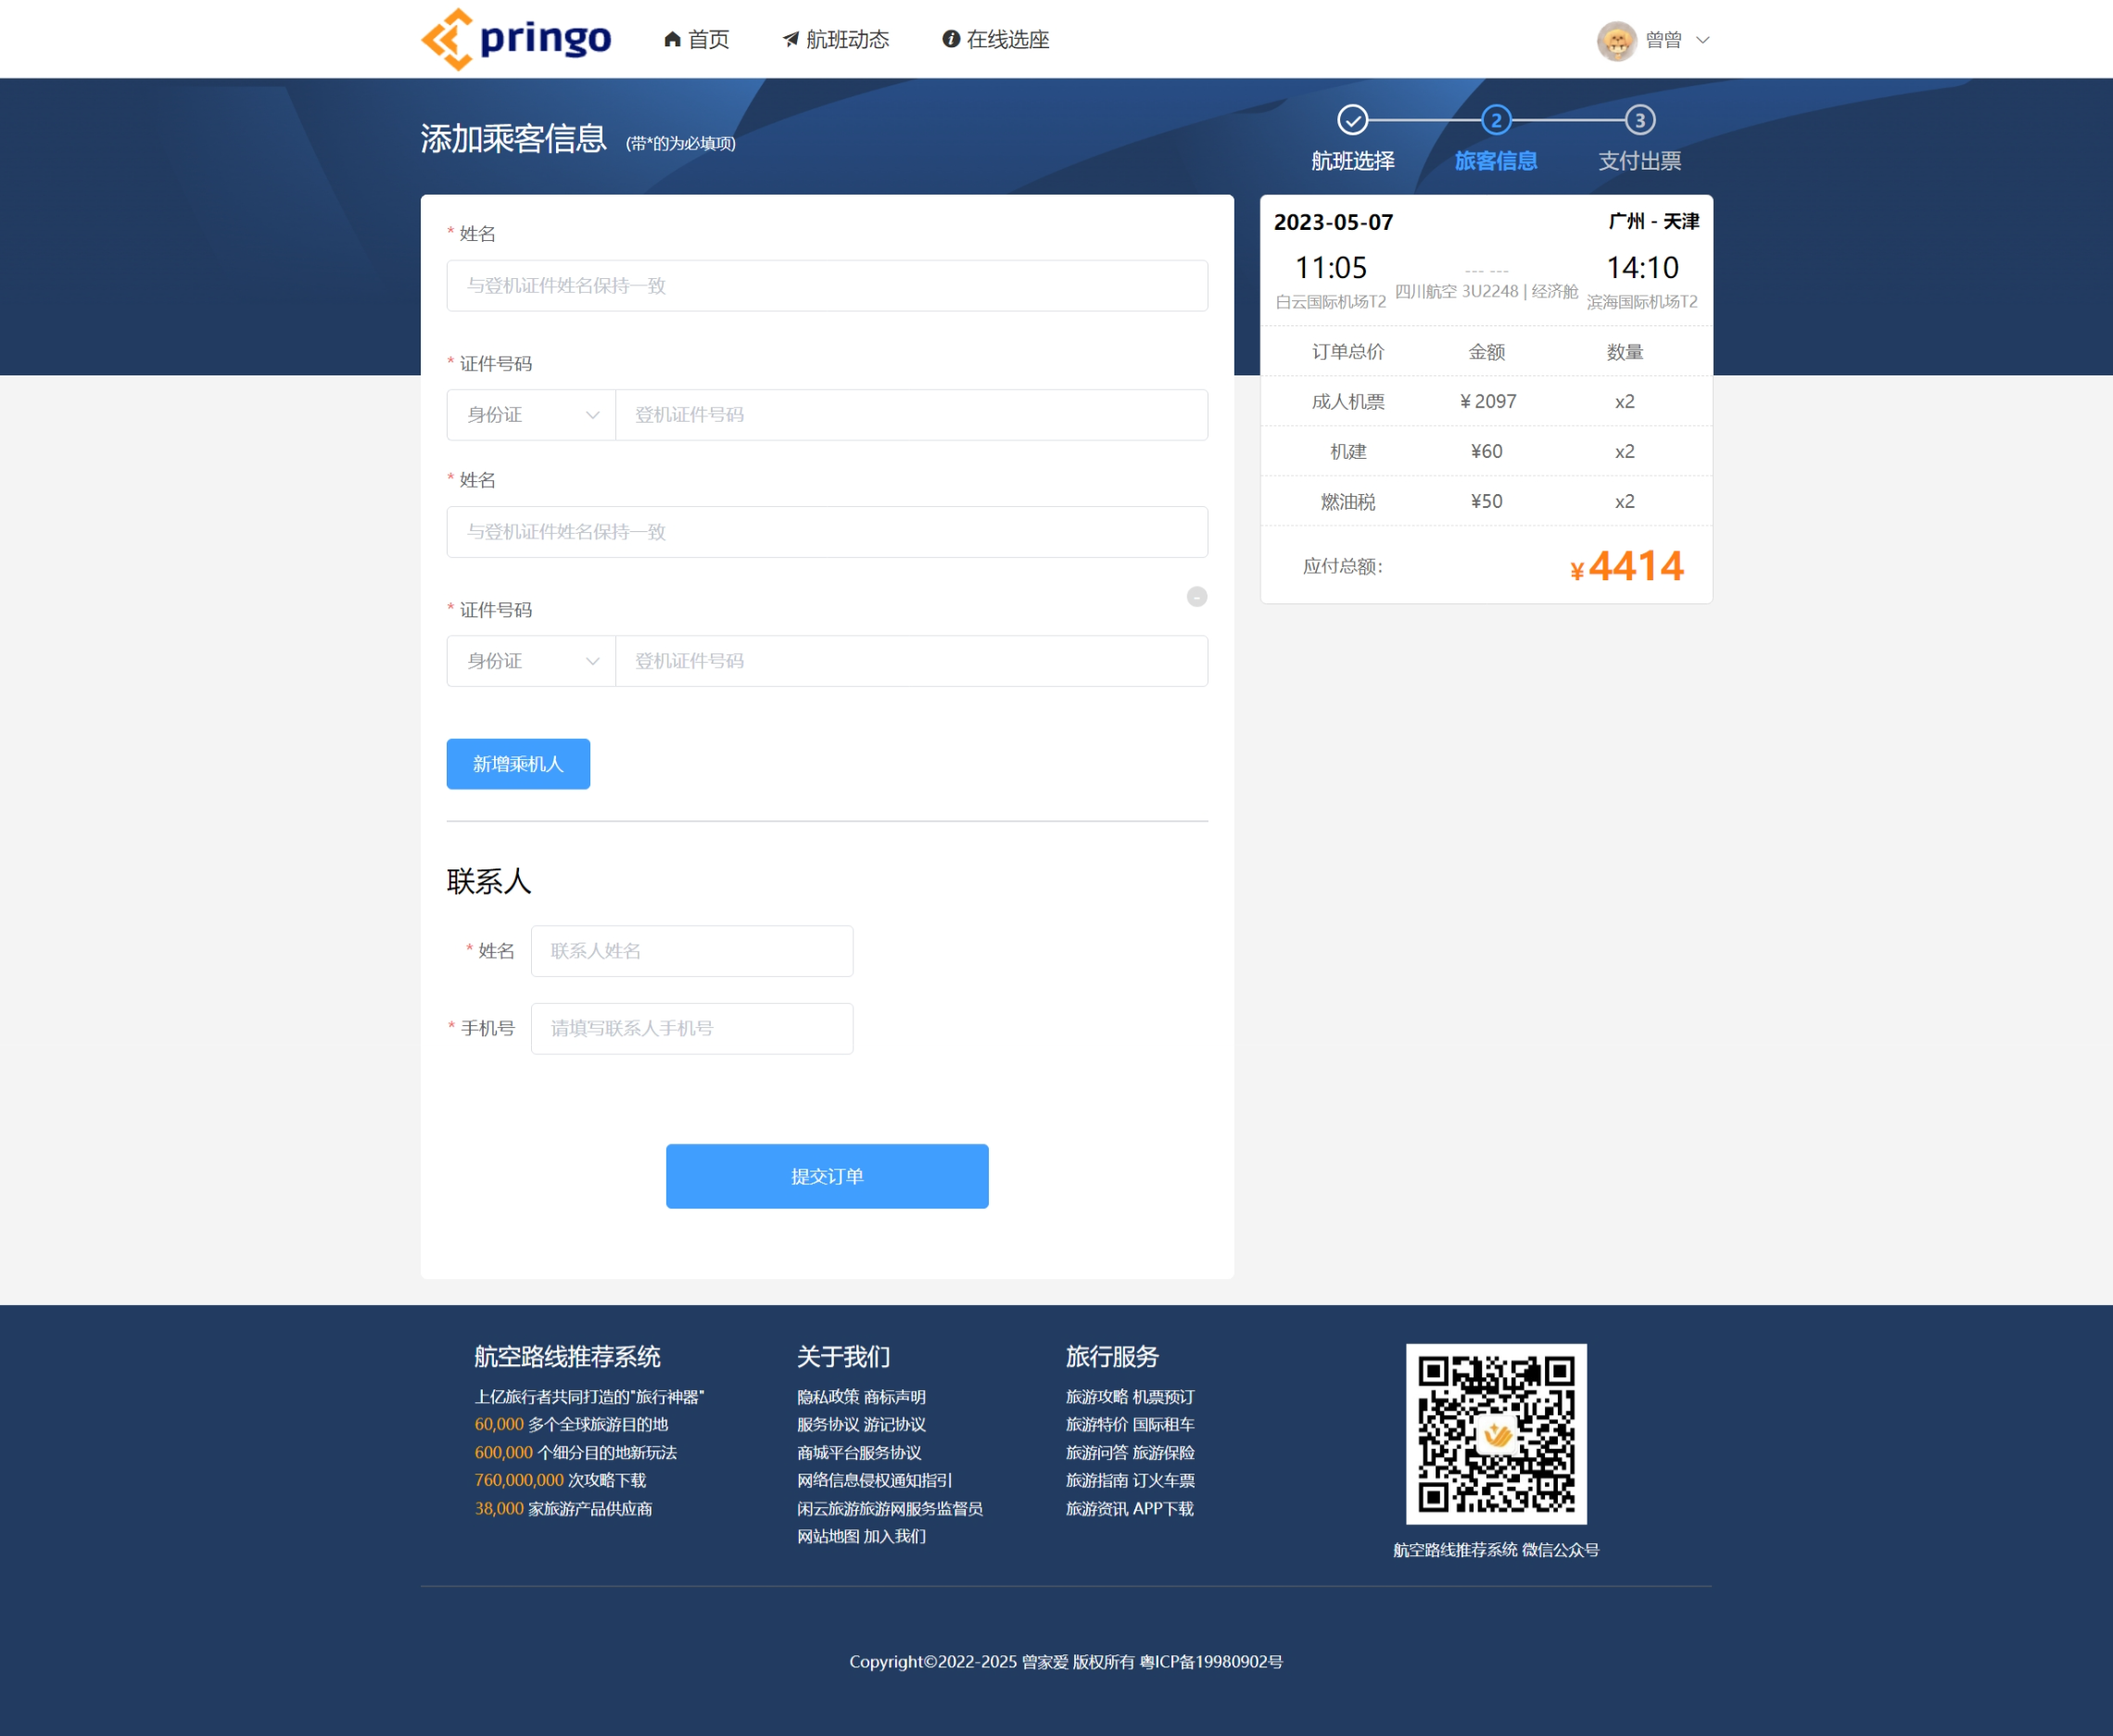 pringo 首页 航班动态 在线选座 曾曾
添加乘客信息 (带*的为必填项)
2 3
航班选择 旅客信息 支付出票
* 姓名
与登机证件姓名保持一致
* 证件号码
身份证 登机证件号码
* 姓名
与登机证件姓名保持一致
-
* 证件号码
身份证 登机证件号码
新增乘机人
联系人
* 姓名 联系人姓名
* 手机号 请填写联系人手机号
提交订单
2023-05-07 广州 - 天津
11:05 --- --- 14:10
白云国际机场T2 四川航空 3U2248 | 经济舱 滨海国际机场T2
订单总价 金额 数量
成人机票 ￥2097 x2
机建 ¥60 x2
燃油税 ¥50 x2
应付总额： ￥4414
航空路线推荐系统
上亿旅行者共同打造的"旅行神器"
60,000 多个全球旅游目的地
600,000 个细分目的地新玩法
760,000,000 次攻略下载
38,000 家旅游产品供应商
关于我们
隐私政策 商标声明
服务协议 游记协议
商城平台服务协议
网络信息侵权通知指引
闲云旅游旅游网服务监督员
网站地图 加入我们
旅行服务
旅游攻略 机票预订
旅游特价 国际租车
旅游问答 旅游保险
旅游指南 订火车票
旅游资讯 APP下载
航空路线推荐系统 微信公众号
Copyright©2022-2025 曾家爱 版权所有 粤ICP备19980902号